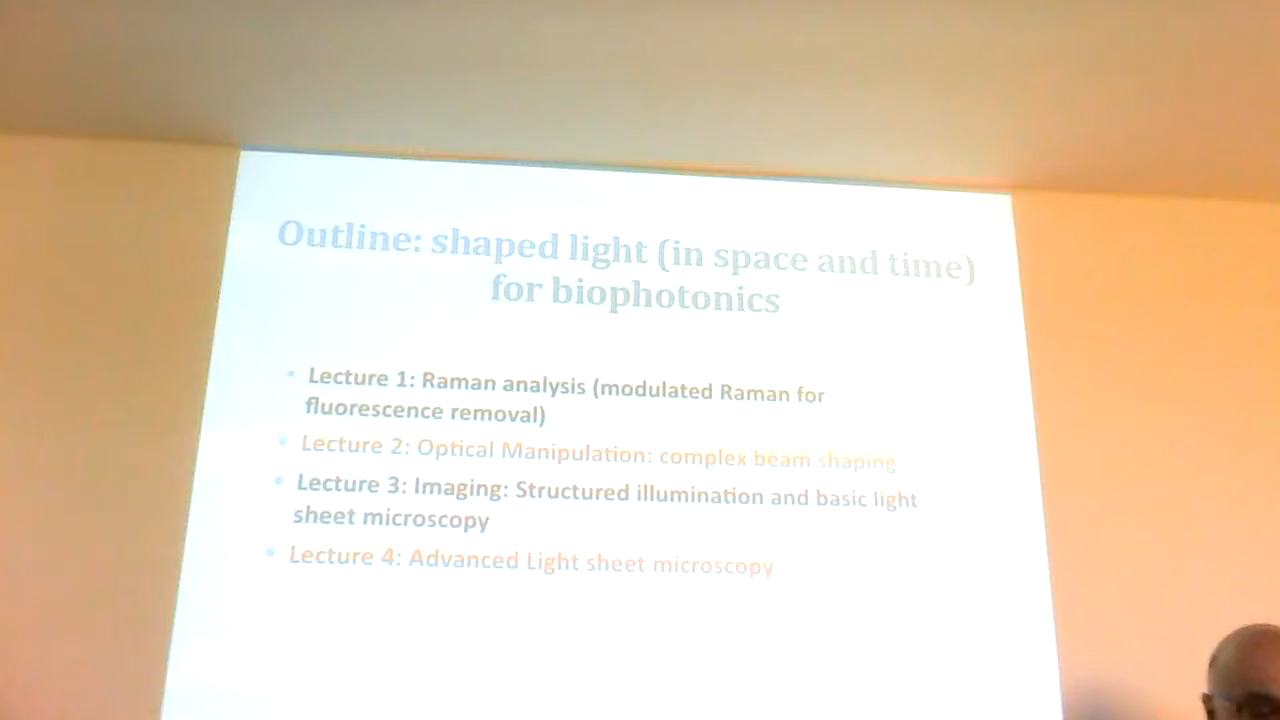 Outline: shaped light (in space and time)
for biophotonics
• Lecture 1: Raman analysis (modulated Raman for
fluorescence removal)
• Lecture 2: Optical Manipulation: complex beam shaping
• Lecture 3: Imaging: Structured illumination and basic light
sheet microscopy
• Lecture 4: Advanced Light sheet microscopy